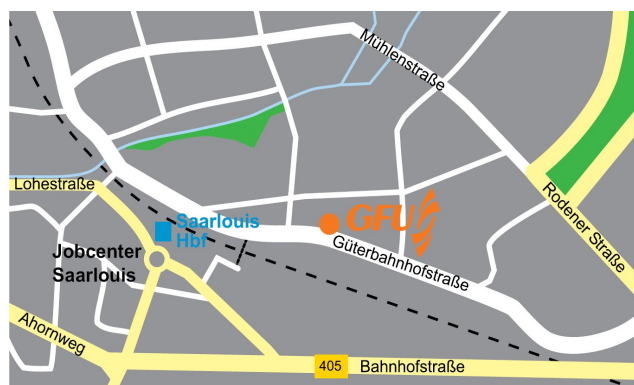 Mühlenstraße
Lohestraße
Saarlouis
Hbf
GFU
Rodener Straße
Jobcenter
Saarlouis
Güterbahnhofstraße
Ahornweg
405
Bahnhofstraße